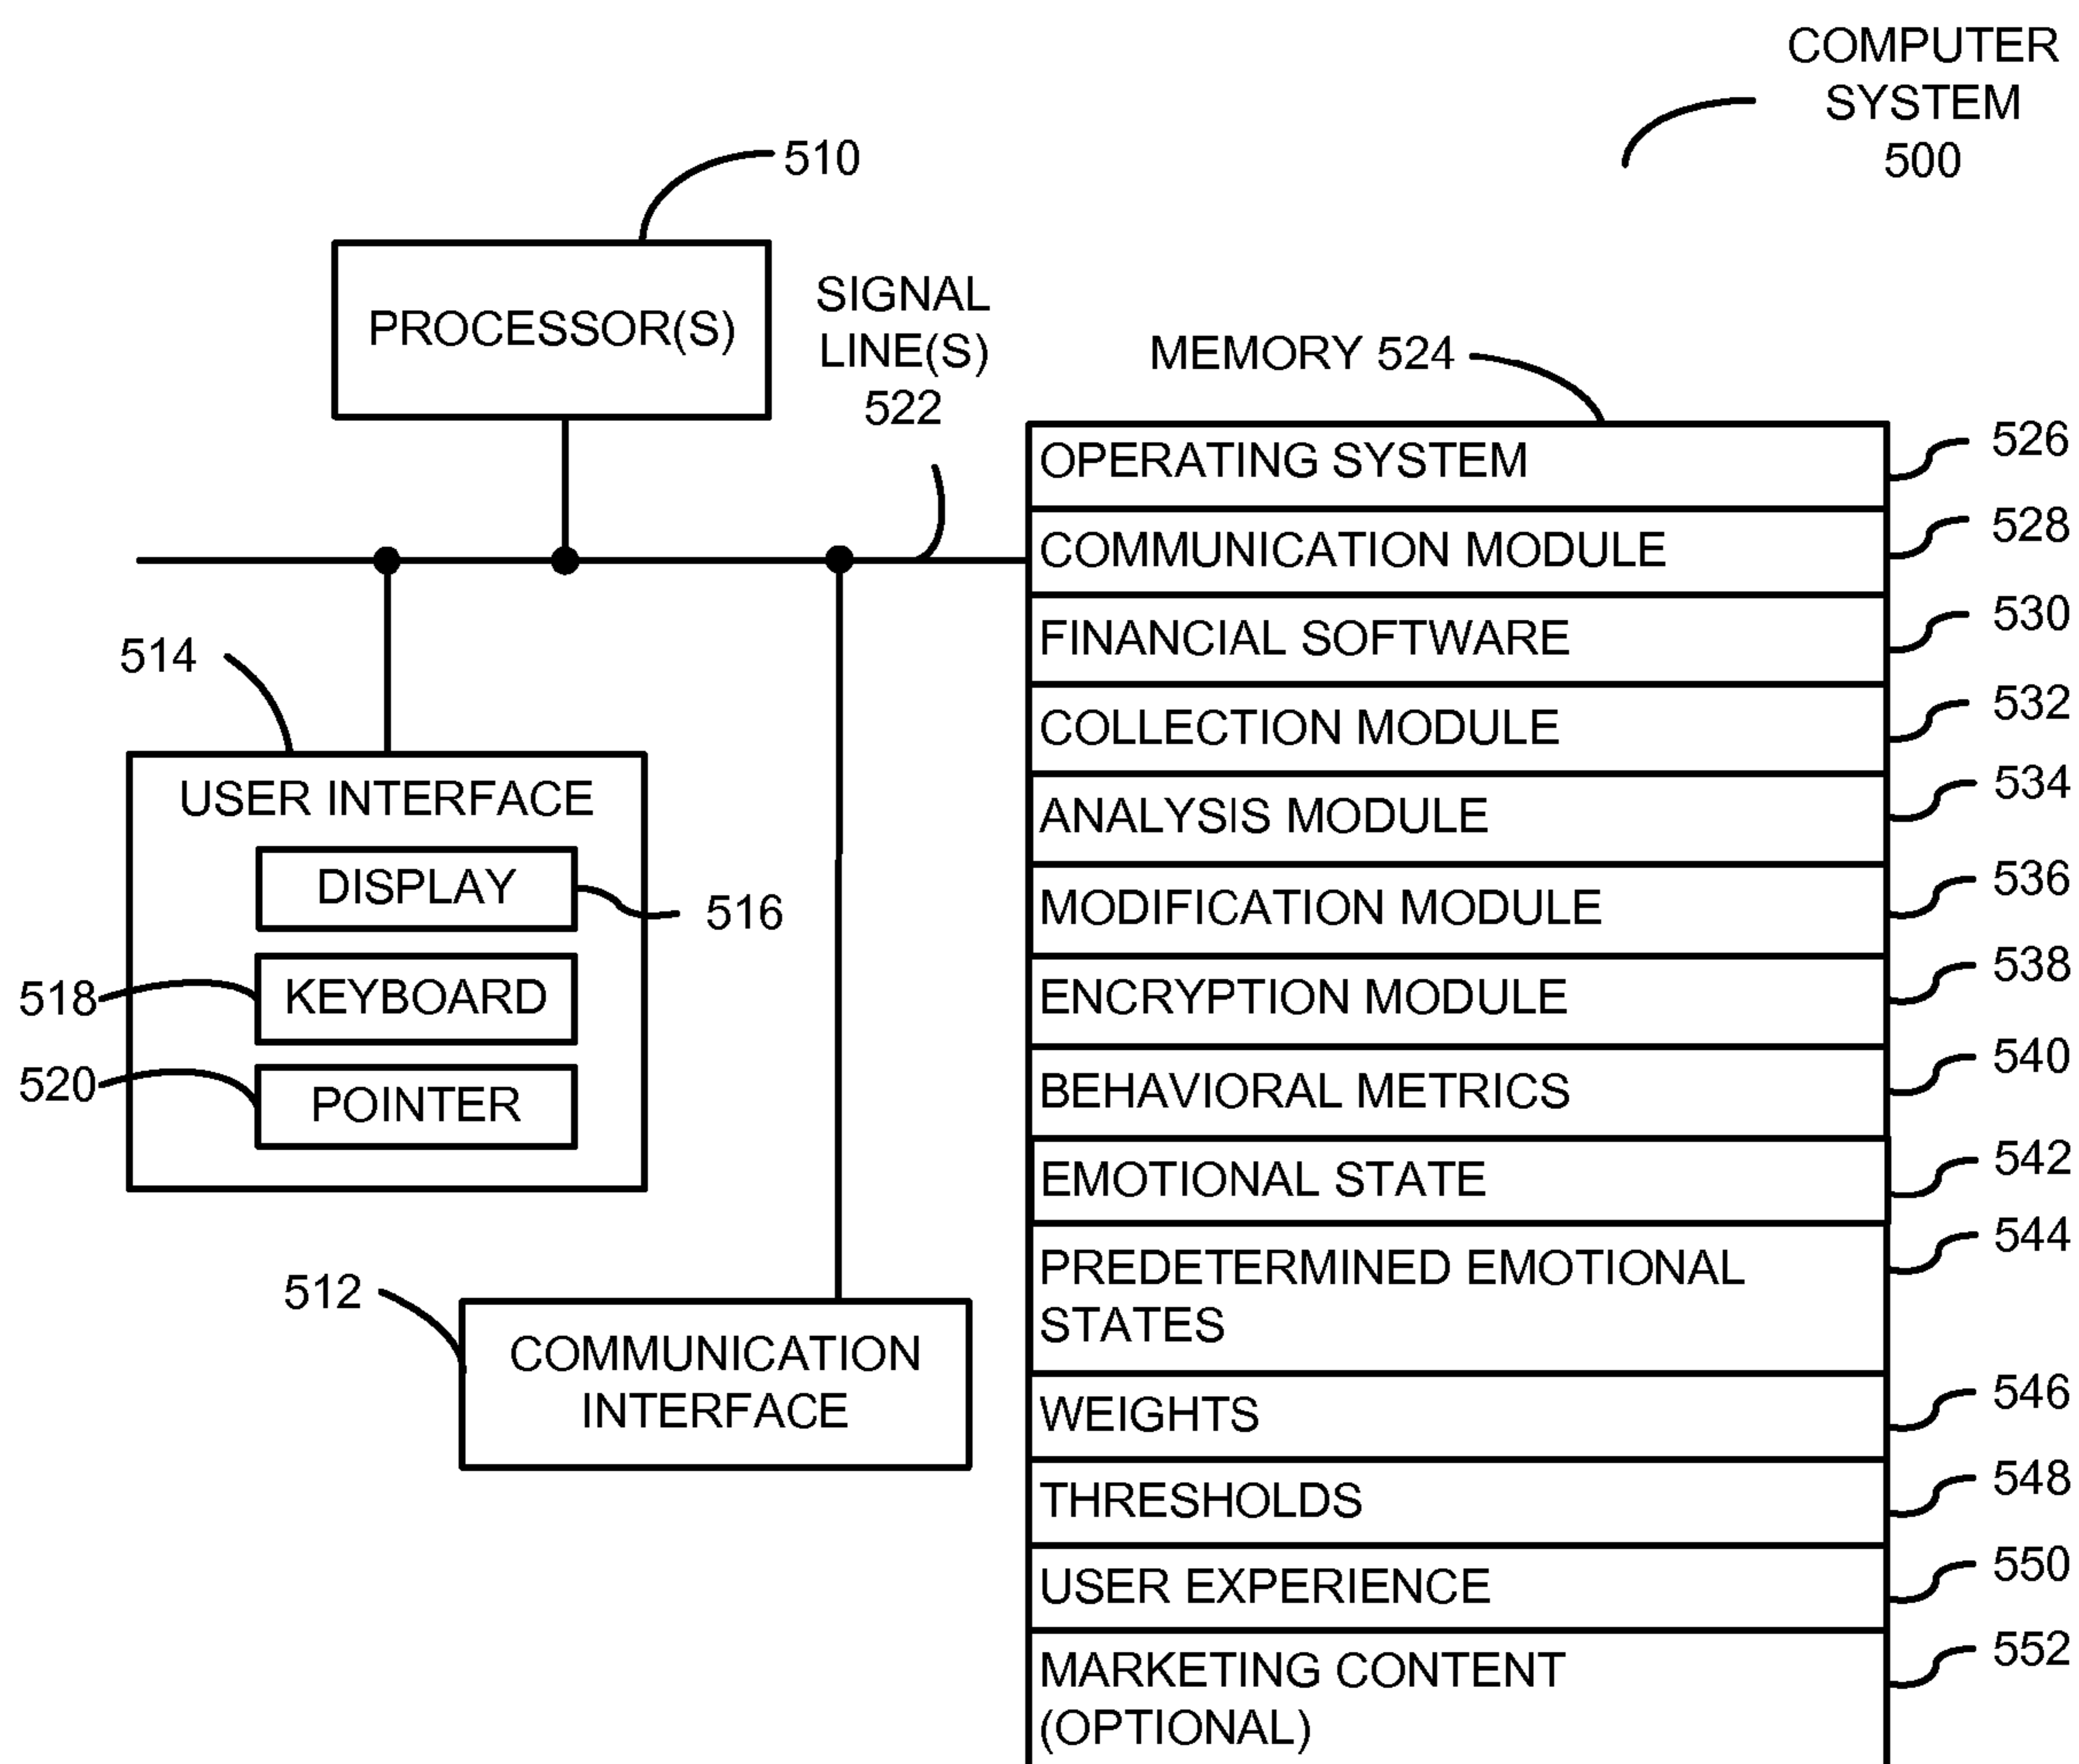 COMPUTER
SYSTEM
500
510
PROCESSOR(S)
SIGNAL
LINE(S)
522
MEMORY 524
OPERATING SYSTEM
526
COMMUNICATION MODULE
528
FINANCIAL SOFTWARE
530
COLLECTION MODULE
532
ANALYSIS MODULE
534
MODIFICATION MODULE
536
ENCRYPTION MODULE
538
BEHAVIORAL METRICS
540
EMOTIONAL STATE
542
PREDETERMINED EMOTIONAL
STATES
544
WEIGHTS
546
THRESHOLDS
548
USER EXPERIENCE
550
MARKETING CONTENT
(OPTIONAL)
552
514
USER INTERFACE
DISPLAY
516
518
KEYBOARD
520
POINTER
512
COMMUNICATION
INTERFACE